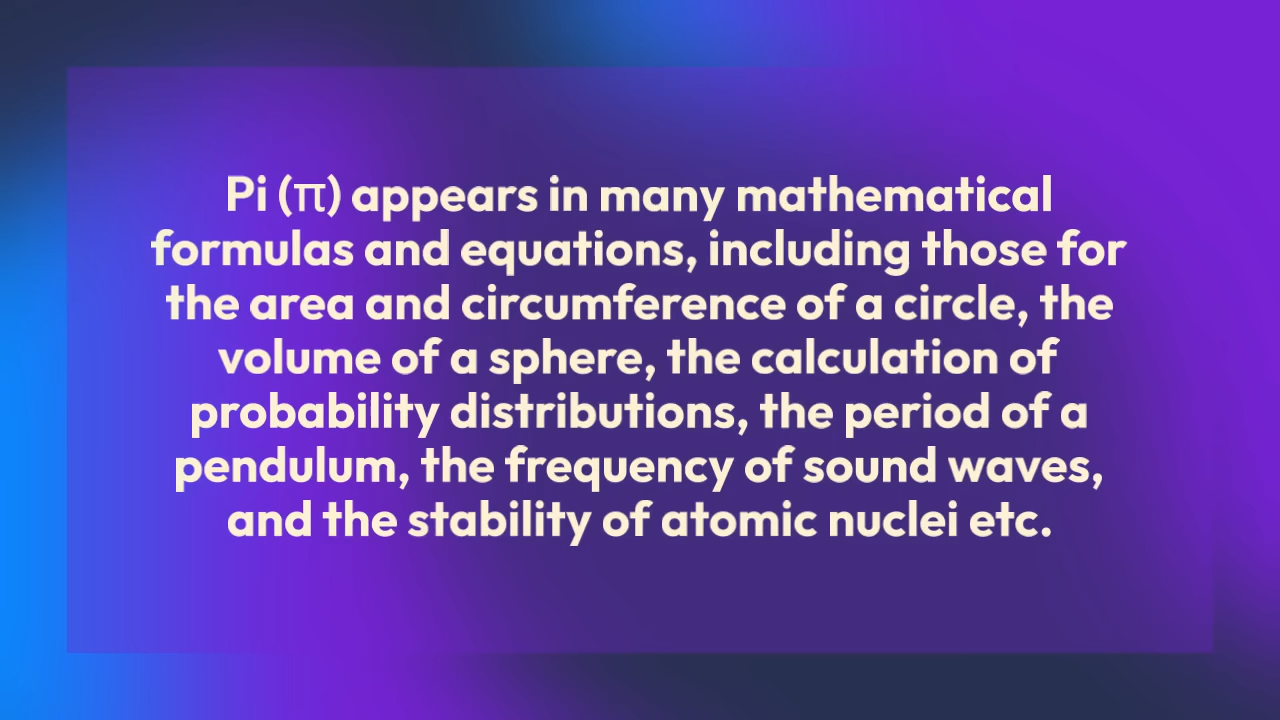 Pi (π) appears in many mathematical
formulas and equations, including those for
the area and circumference of a circle, the
volume of a sphere, the calculation of
probability distributions, the period of a
pendulum, the frequency of sound waves,
and the stability of atomic nuclei etc.